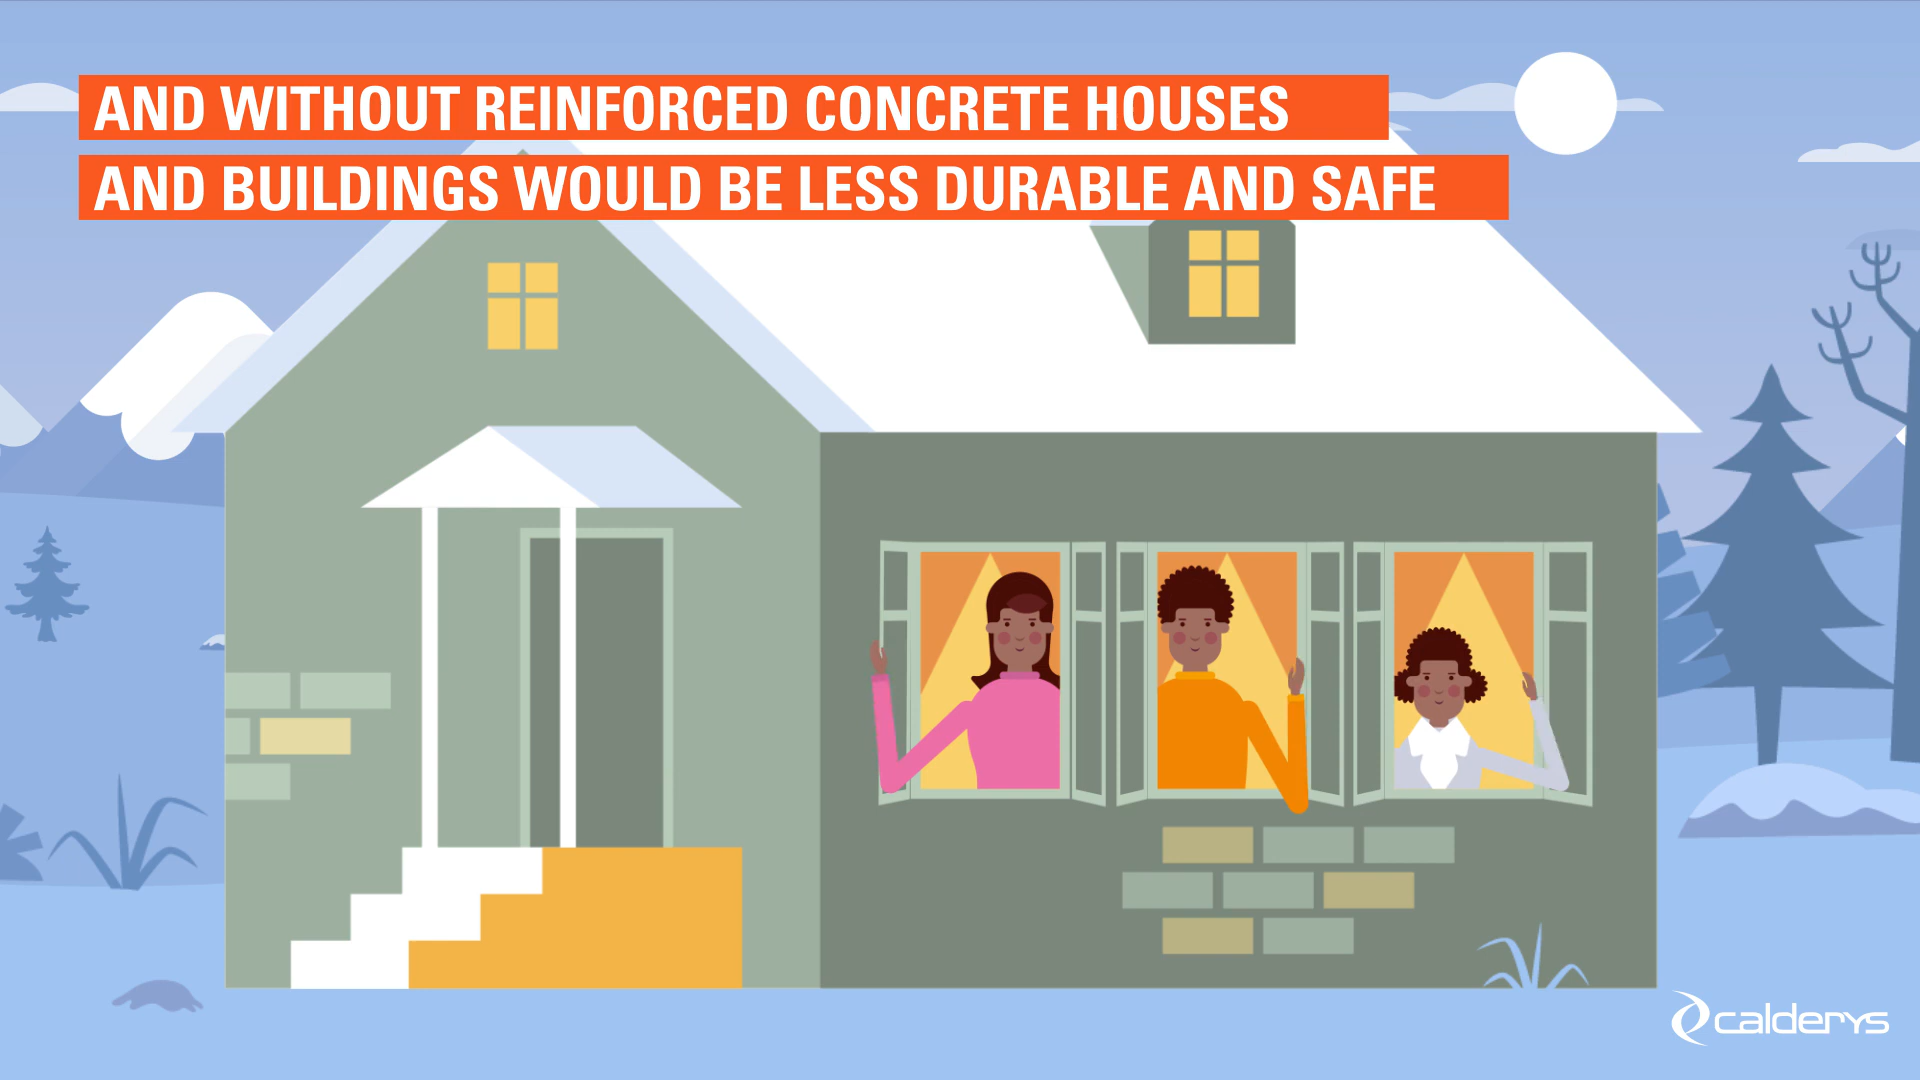 AND WITHOUT REINFORCED CONCRETE HOUSES
AND BUILDINGS WOULD BE LESS DURABLE AND SAFE
calderys